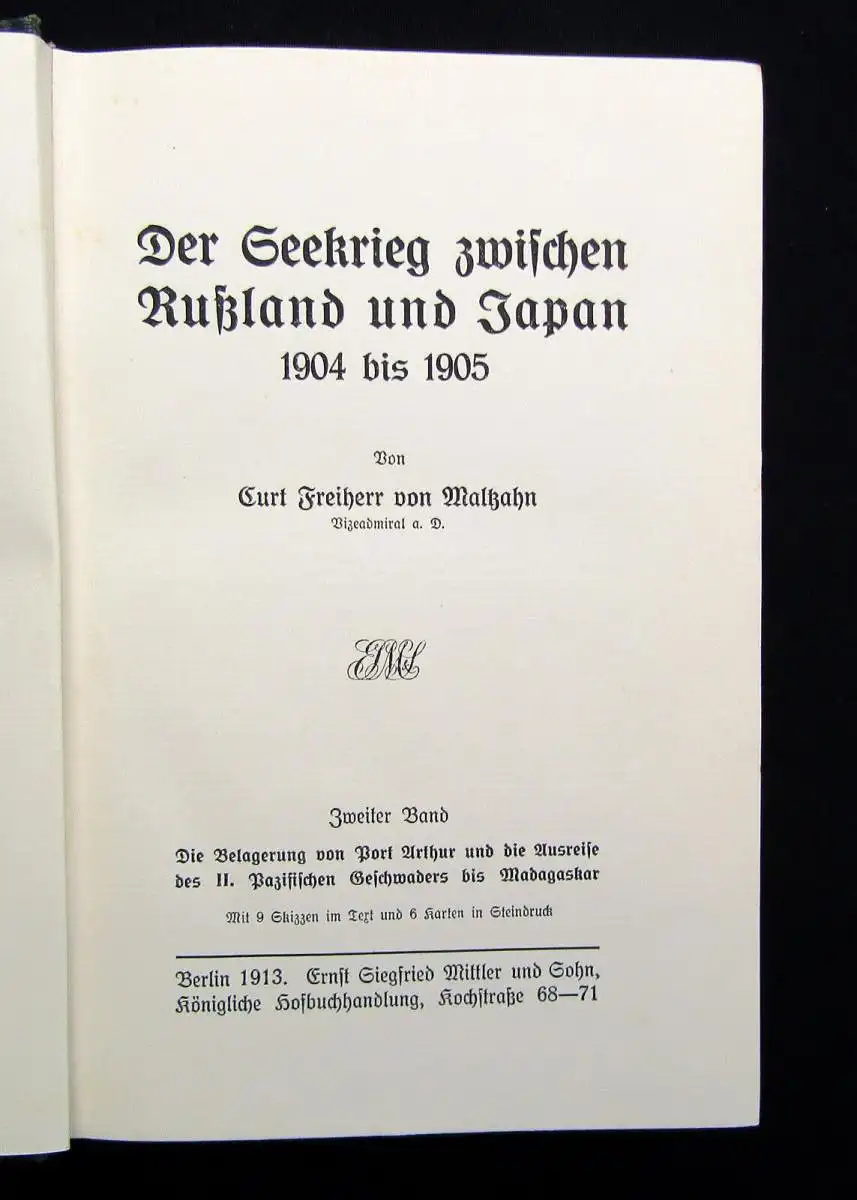 Der Seekrieg zwiſchen
Rußland und Japan
1904 bis 1905
Von
Curt Freiherr von Maltzahn
Vizeadmiral a. D.
Zweiter Band
Die Belagerung von Port Arthur und die Ausreiſe
des II. Pazifiſchen Geſchwaders bis Madagaskar
Mit 9 Skizzen im Text und 6 Karten in Steindruck
Berlin 1913. Ernſt Siegfried Mittler und Sohn,
Königliche Hofbuchhandlung, Kochſtraße 68—71